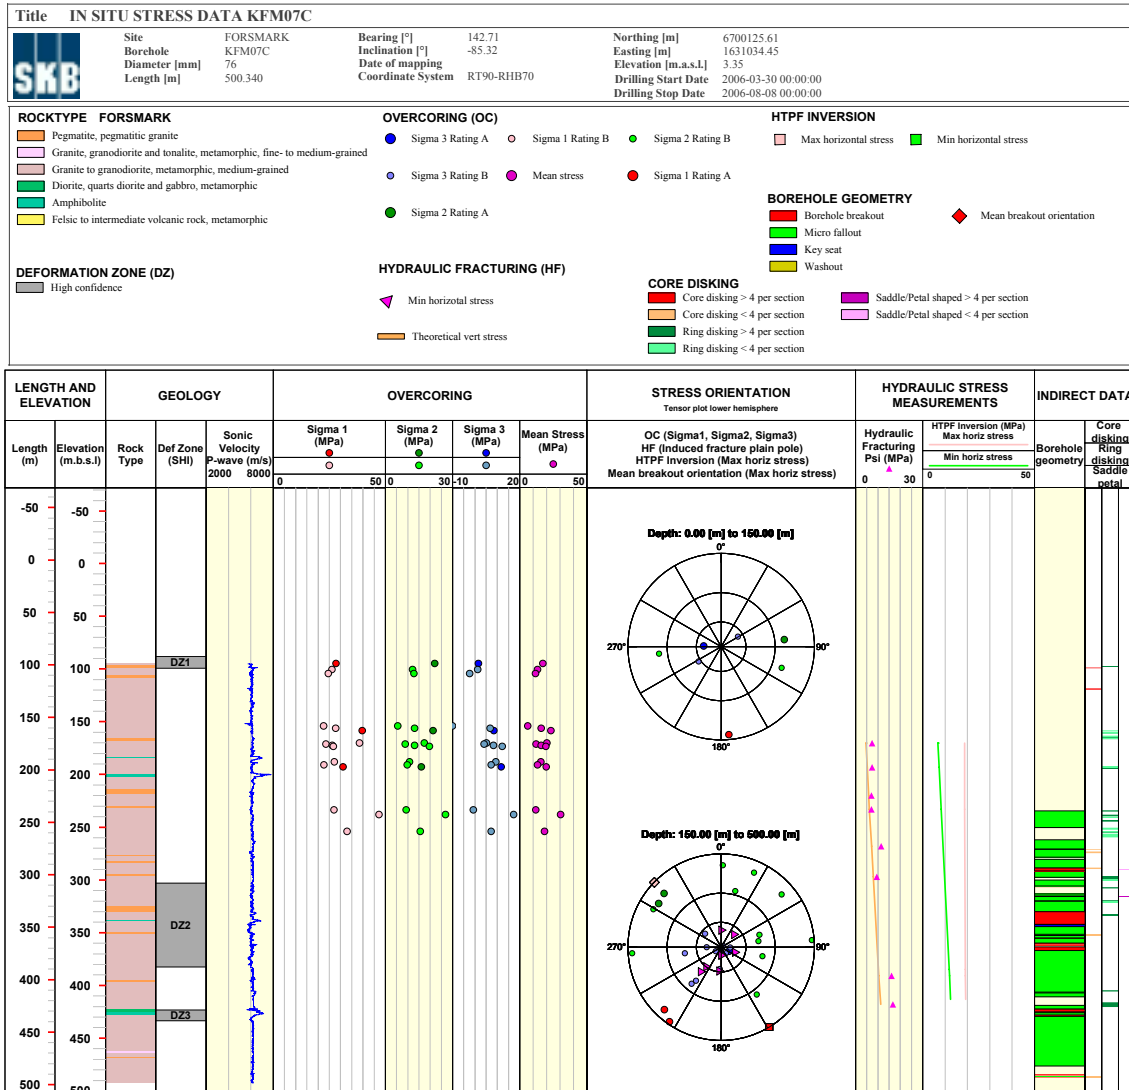 Title IN SITU STRESS DATA KFM07C
SKB
Site FORSMARK
Borehole KFM07C
Diameter [mm] 76
Length [m] 500.340
Bearing [°] 142.71
Inclination [°] -85.32
Date of mapping
Coordinate System RT90-RHB70
Northing [m] 6700125.61
Easting [m] 1631034.45
Elevation [m.a.s.l.] 3.35
Drilling Start Date 2006-03-30 00:00:00
Drilling Stop Date 2006-08-08 00:00:00
ROCKTYPE FORSMARK
Pegmatite, pegmatitic granite
Granite, granodiorite and tonalite, metamorphic, fine- to medium-grained
Granite to granodiorite, metamorphic, medium-grained
Diorite, quarts diorite and gabbro, metamorphic
Amphibolite
Felsic to intermediate volcanic rock, metamorphic
DEFORMATION ZONE (DZ)
High confidence
OVERCORING (OC)
Sigma 3 Rating A Sigma 1 Rating B Sigma 2 Rating B
Sigma 3 Rating B Mean stress Sigma 1 Rating A
Sigma 2 Rating A
HYDRAULIC FRACTURING (HF)
Min horizotal stress
Theoretical vert stress
HTPF INVERSION
Max horizontal stress Min horizontal stress
BOREHOLE GEOMETRY
Borehole breakout Mean breakout orientation
Micro fallout
Key seat
Washout
CORE DISKING
Core disking > 4 per section Saddle/Petal shaped > 4 per section
Core disking < 4 per section Saddle/Petal shaped < 4 per section
Ring disking > 4 per section
Ring disking < 4 per section
LENGTH AND ELEVATION
GEOLOGY
OVERCORING
STRESS ORIENTATION
Tensor plot lower hemisphere
HYDRAULIC STRESS MEASUREMENTS
INDIRECT DATA
Length (m)
Elevation (m.b.s.l)
Rock Type
Def Zone (SHI)
Sonic Velocity P-wave (m/s)
2000 8000
Sigma 1 (MPa)
0 50
Sigma 2 (MPa)
0 30
Sigma 3 (MPa)
-10 20
Mean Stress (MPa)
0 50
OC (Sigma1, Sigma2, Sigma3)
HF (Induced fracture plain pole)
HTPF Inversion (Max horiz stress)
Mean breakout orientation (Max horiz stress)
Hydraulic Fracturing Psi (MPa)
0 30
HTPF Inversion (MPa)
Max horiz stress
Min horiz stress
0 50
Borehole geometry
Core disking
Ring disking
Saddle petal
-50 -50
0 0
50 50
100 100
150 150
200 200
250 250
300 300
350 350
400 400
450 450
500 500
DZ1
DZ2
DZ3
Depth: 0.00 [m] to 150.00 [m]
0°
270° 90°
180°
Depth: 150.00 [m] to 500.00 [m]
0°
270° 90°
180°